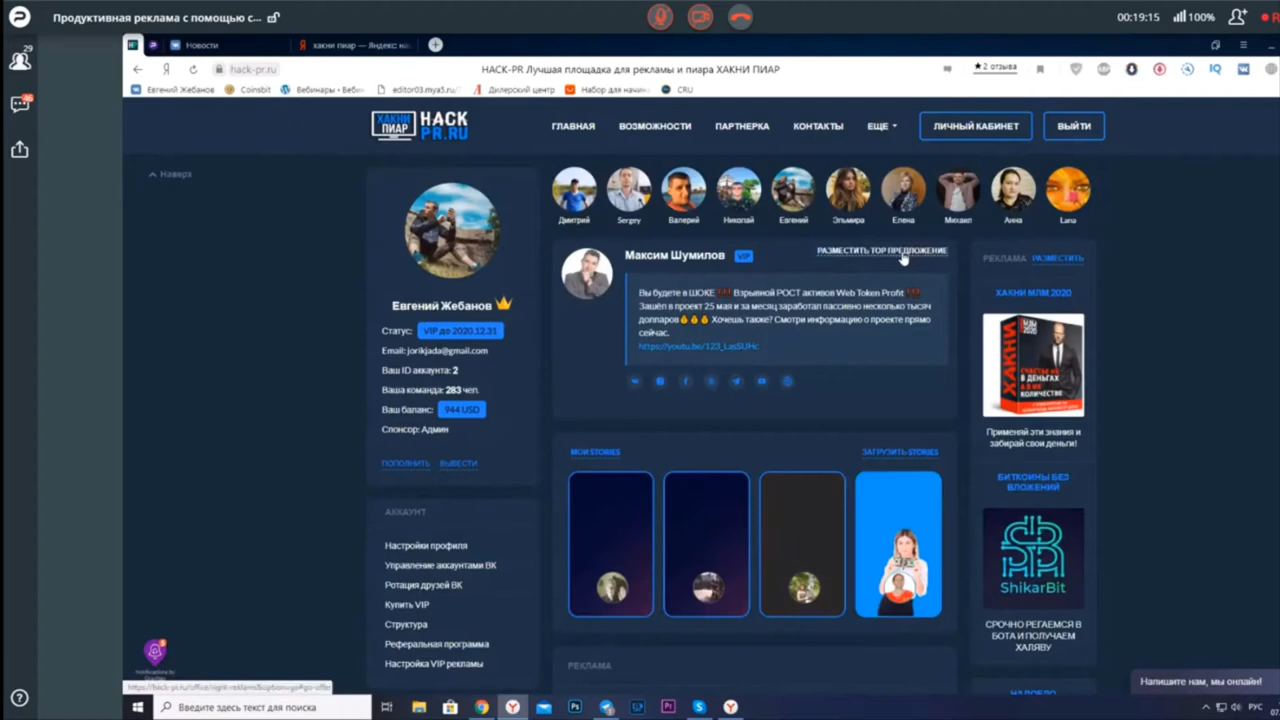 Продуктивная реклама с помощью с...
00:19:15
100%
29
Новости
хакни пиар — Яндекс: на
hack-pr.ru
HACK-PR Лучшая площадка для рекламы и пиара ХАКНИ ПИАР
★ 2 отзыва
Евгений Жебанов
Coinsbit
Вебинары • Веби
editor03.mya5.ru/
Дилерский центр
Набор для начин
CRU
ХАКНИ ПИАР
HACK PR.RU
ГЛАВНАЯ
ВОЗМОЖНОСТИ
ПАРТНЕРКА
КОНТАКТЫ
ЕЩЕ
ЛИЧНЫЙ КАБИНЕТ
ВЫЙТИ
Наверх
Дмитрий
Sergey
Валерий
Николай
Евгений
Эльмира
Елена
Михаил
Анна
Lana
Евгений Жебанов
Статус: VIP до 2020.12.31
Email: jorikjada@gmail.com
Ваш ID аккаунта: 2
Ваша команда: 283 чел.
Ваш баланс: 944 USD
Спонсор: Админ
ПОПОЛНИТЬ
ВЫВЕСТИ
АККАУНТ
Настройки профиля
Управление аккаунтами ВК
Ротация друзей ВК
Купить VIP
Структура
Реферальная программа
Настройка VIP рекламы
Максим Шумилов VIP
РАЗМЕСТИТЬ TOP ПРЕДЛОЖЕНИЕ
Вы будете в ШОКЕ Взрывной РОСТ активов Web Token Profit
Зашёл в проект 25 мая и за месяц заработал пассивно несколько тысяч
долларов Хочешь также? Смотри информацию о проекте прямо
сейчас.
https://youtu.be/123_LasSUHc
МОИ STORIES
ЗАГРУЗИТЬ STORIES
РЕКЛАМА
РЕКЛАМА РАЗМЕСТИТЬ
ХАКНИ МЛМ 2020
ХАКНИ
СЧАСТЬЕ НЕ
В ДЕНЬГАХ
А В ИХ
КОЛИЧЕСТВЕ
Применяй эти знания и
забирай свои деньги!
БИТКОИНЫ БЕЗ
ВЛОЖЕНИЙ
ShikarBit
СРОЧНО РЕГАЕМСЯ В
БОТА И ПОЛУЧАЕМ
ХАЛЯВУ
Напишите нам, мы онлайн!
Введите здесь текст для поиска
РУС